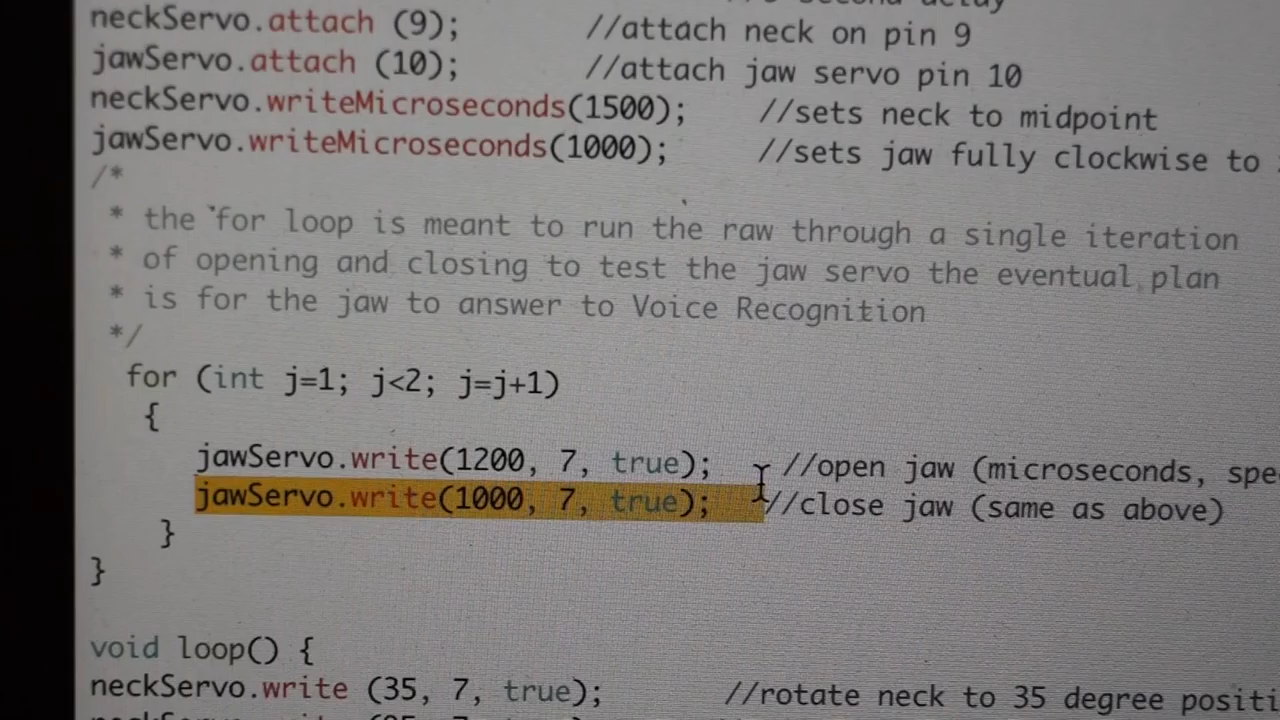 delay
neckServo.attach (9); //attach neck on pin 9
jawServo.attach (10); //attach jaw servo pin 10
neckServo.writeMicroseconds(1500); //sets neck to midpoint
jawServo.writeMicroseconds(1000); //sets jaw fully clockwise to
/*
* the for loop is meant to run the raw through a single iteration
* of opening and closing to test the jaw servo the eventual plan
* is for the jaw to answer to Voice Recognition
*/
for (int j=1; j<2; j=j+1)
{
jawServo.write(1200, 7, true); //open jaw (microseconds, spe
jawServo.write(1000, 7, true); //close jaw (same as above)
}
}
void loop() {
neckServo.write (35, 7, true); //rotate neck to 35 degree positi